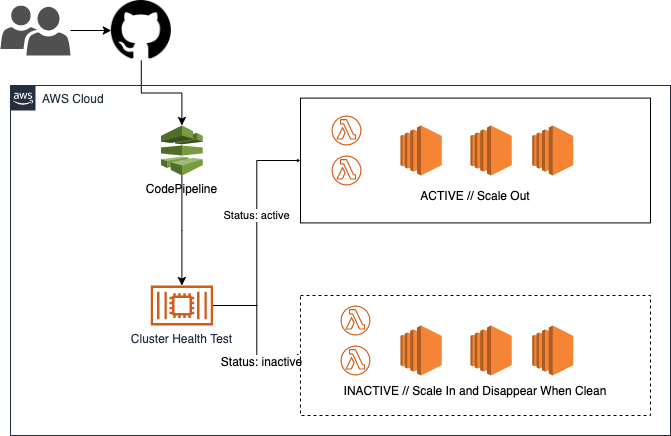 aws
AWS Cloud
CodePipeline
Status: active
ACTIVE // Scale Out
Cluster Health Test
Status: inactive
INACTIVE // Scale In and Disappear When Clean